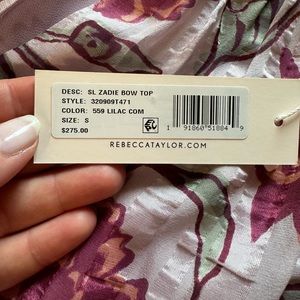 DESC: SL ZADIE BOW TOP
STYLE: 320909T471
COLOR: 559 LILAC COM
SIZE: S
$275.00
1 91860 51884 9
REBECCATAYLOR.COM